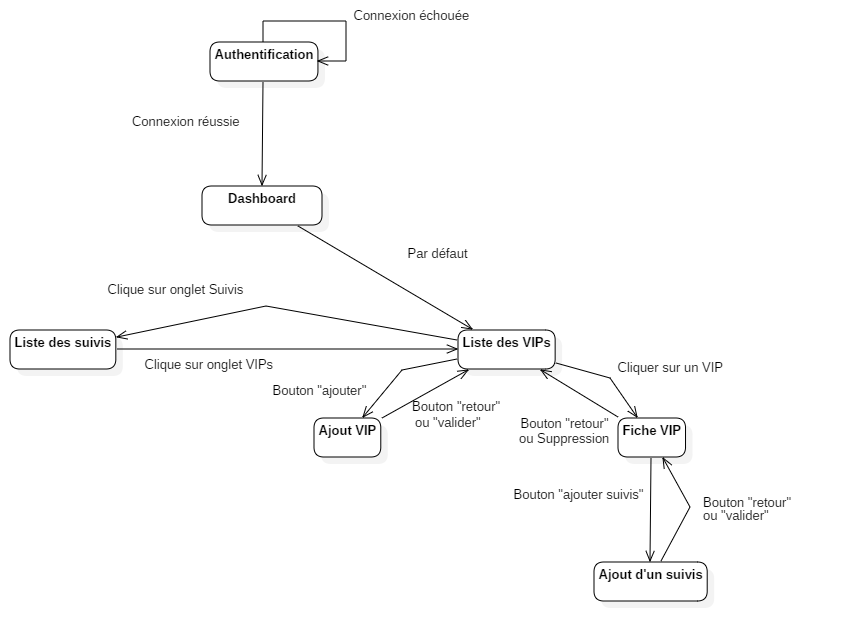 Connexion échouée
Authentification
Connexion réussie
Dashboard
Par défaut
Clique sur onglet Suivis
Liste des suivis
Liste des VIPs
Clique sur onglet VIPs
Cliquer sur un VIP
Bouton "ajouter"
Bouton "retour"
ou "valider"
Ajout VIP
Bouton "retour"
ou Suppression
Fiche VIP
Bouton "ajouter suivis"
Bouton "retour"
ou "valider"
Ajout d'un suivis